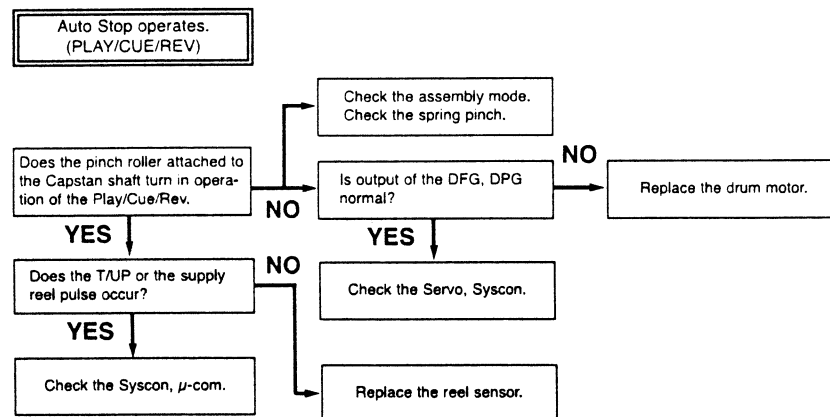 Auto Stop operates.
(PLAY/CUE/REV)
Check the assembly mode.
Check the spring pinch.
Does the pinch roller attached to
the Capstan shaft turn in opera-
tion of the Play/Cue/Rev.
NO
Is output of the DFG, DPG
normal?
NO
Replace the drum motor.
YES
YES
Does the T/UP or the supply
reel pulse occur?
NO
Check the Servo, Syscon.
YES
Check the Syscon, μ-com.
Replace the reel sensor.